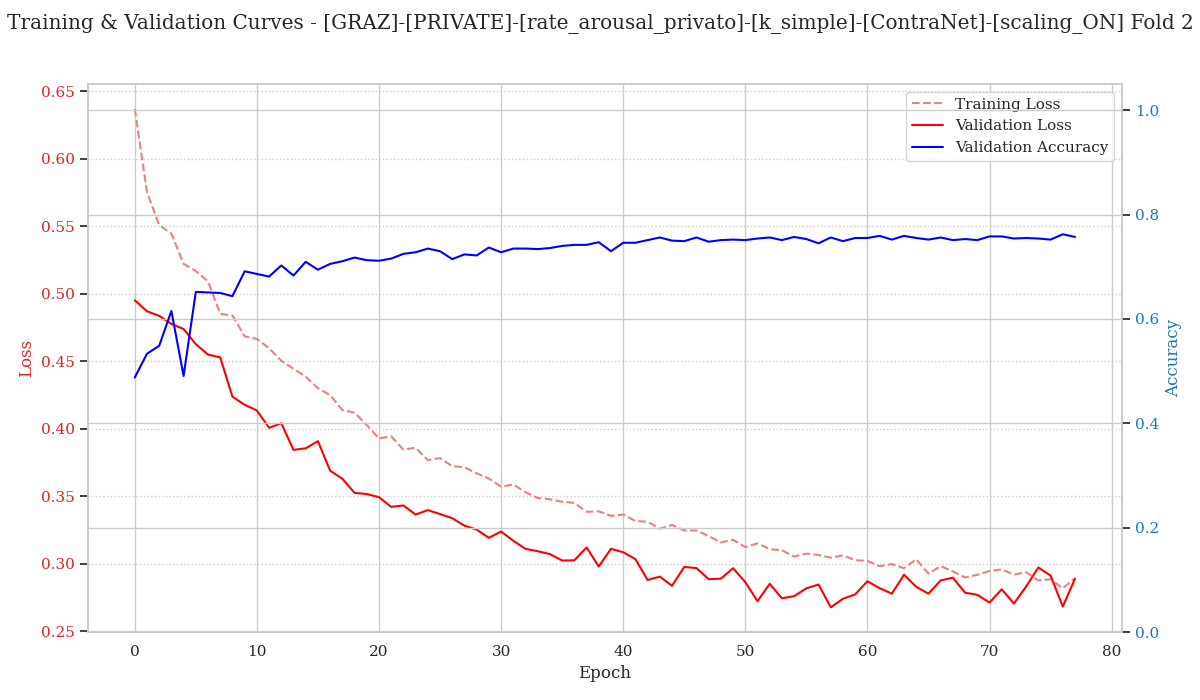 Training & Validation Curves - [GRAZ]-[PRIVATE]-[rate_arousal_privato]-[k_simple]-[ContraNet]-[scaling_ON] Fold 2
Training Loss
Validation Loss
Validation Accuracy
0.65
0.60
0.55
0.50
0.45
0.40
0.35
0.30
0.25
Loss
1.0
0.8
0.6
0.4
0.2
0.0
Accuracy
0 10 20 30 40 50 60 70 80
Epoch